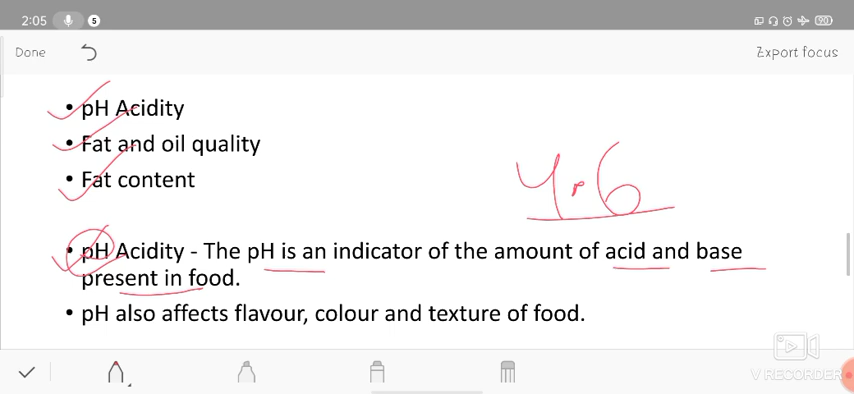 2:05 5 90
Done Export focus
• pH Acidity
• Fat and oil quality
• Fat content
4.6
• pH Acidity - The pH is an indicator of the amount of acid and base
present in food.
• pH also affects flavour, colour and texture of food.
V RECORDER